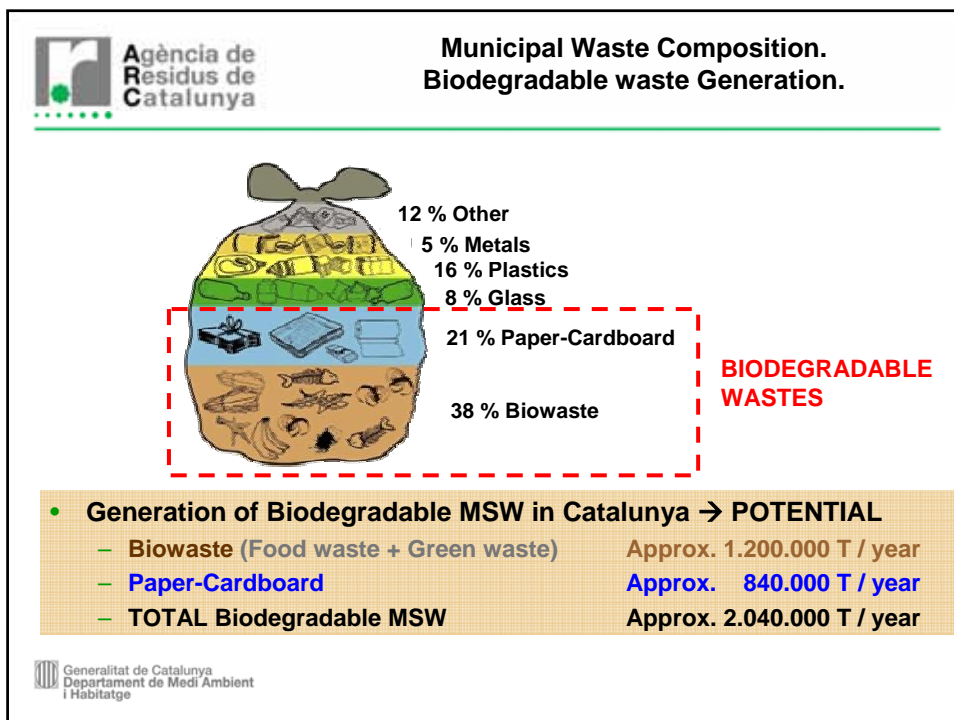 Agència de
Residus de
Catalunya
Municipal Waste Composition.
Biodegradable waste Generation.
12 % Other
5 % Metals
16 % Plastics
8 % Glass
21 % Paper-Cardboard
38 % Biowaste
BIODEGRADABLE
WASTES
• Generation of Biodegradable MSW in Catalunya → POTENTIAL
– Biowaste (Food waste + Green waste) Approx. 1.200.000 T / year
– Paper-Cardboard Approx. 840.000 T / year
– TOTAL Biodegradable MSW Approx. 2.040.000 T / year
Generalitat de Catalunya
Departament de Medi Ambient
i Habitatge